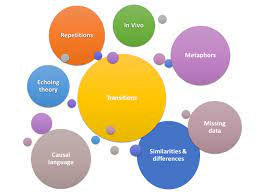 In Vivo
Repetitions
Metaphors
Echoing
theory
Transitions
Missing
data
Causal
language
Similarities &
differences